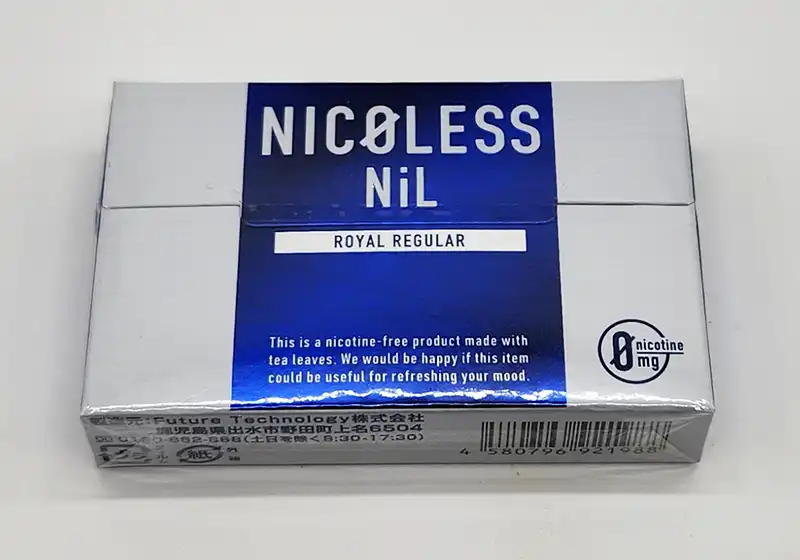 NICOLESS
NiL
ROYAL REGULAR
This is a nicotine-free product made with
tea leaves. We would be happy if this item
could be useful for refreshing your mood.
0 nicotine
mg
元:Future Technology株式会社
鹿児島県出水市野田町上名6504
(土日を除く8:30-17:30)
紙
4 580796 921988